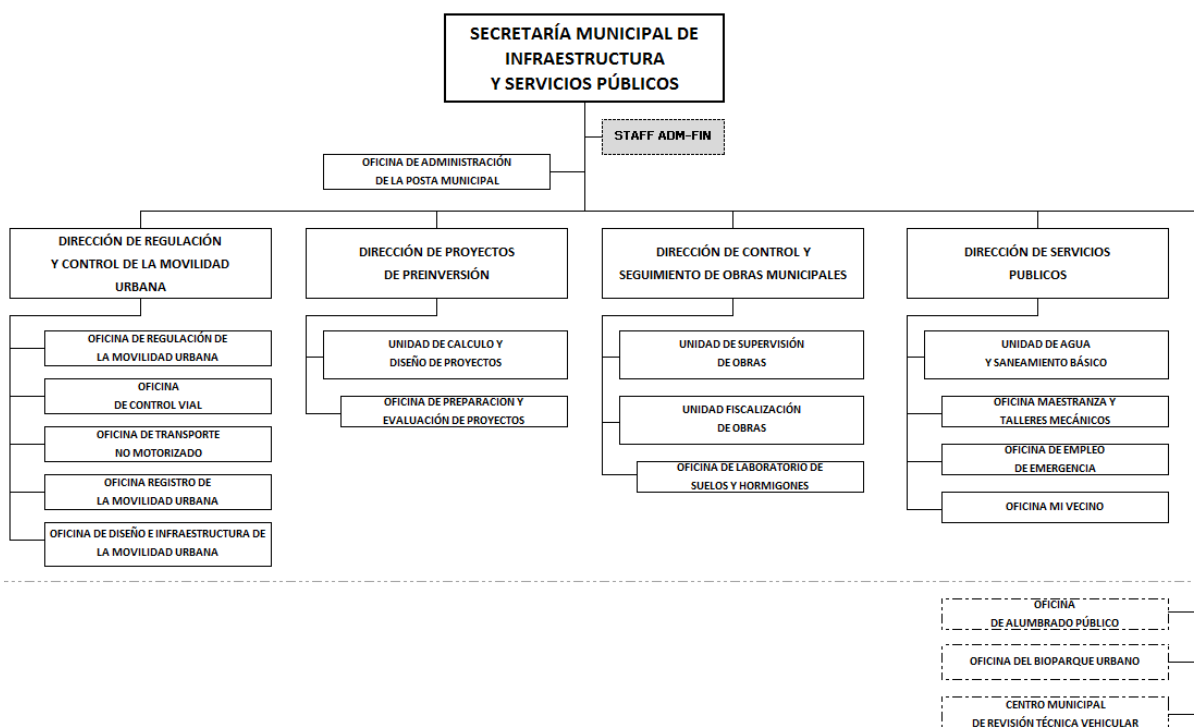 SECRETARÍA MUNICIPAL DE
INFRAESTRUCTURA
Y SERVICIOS PÚBLICOS
STAFF ADM-FIN
OFICINA DE ADMINISTRACIÓN
DE LA POSTA MUNICIPAL
DIRECCIÓN DE REGULACIÓN
Y CONTROL DE LA MOVILIDAD
URBANA
OFICINA DE REGULACIÓN DE
LA MOVILIDAD URBANA
OFICINA
DE CONTROL VIAL
OFICINA DE TRANSPORTE
NO MOTORIZADO
OFICINA REGISTRO DE
LA MOVILIDAD URBANA
OFICINA DE DISEÑO E INFRAESTRUCTURA DE
LA MOVILIDAD URBANA
DIRECCIÓN DE PROYECTOS
DE PREINVERSIÓN
UNIDAD DE CALCULO Y
DISEÑO DE PROYECTOS
OFICINA DE PREPARACION Y
EVALUACIÓN DE PROYECTOS
DIRECCIÓN DE CONTROL Y
SEGUIMIENTO DE OBRAS MUNICIPALES
UNIDAD DE SUPERVISIÓN
DE OBRAS
UNIDAD FISCALIZACIÓN
DE OBRAS
OFICINA DE LABORATORIO DE
SUELOS Y HORMIGONES
DIRECCIÓN DE SERVICIOS
PUBLICOS
UNIDAD DE AGUA
Y SANEAMIENTO BÁSICO
OFICINA MAESTRANZA Y
TALLERES MECÁNICOS
OFICINA DE EMPLEO
DE EMERGENCIA
OFICINA MI VECINO
OFICINA
DE ALUMBRADO PÚBLICO
OFICINA DEL BIOPARQUE URBANO
CENTRO MUNICIPAL
DE REVISIÓN TÉCNICA VEHICULAR